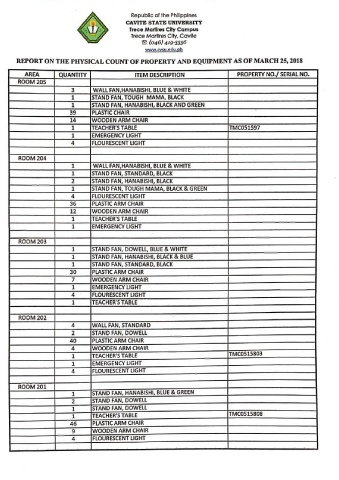 Republic of the Philippines
CAVITE STATE UNIVERSITY
Trece Martires City Campus
Trece Martires City, Cavite
www.cvsu.edu.ph
REPORT ON THE PHYSICAL COUNT OF PROPERTY AND EQUIPMENT AS OF MARCH 25, 2018
AREA QUANTITY ITEM DESCRIPTION PROPERTY NO./ SERIAL NO.
ROOM 205
3 WALL FAN,HANABISHI, BLUE & WHITE
1 STAND FAN, TOUGH MAMA, BLACK
1 STAND FAN, HANABISHI, BLACK AND GREEN
39 PLASTIC CHAIR
14 WOODEN ARM CHAIR
1 TEACHER'S TABLE TMC051597
1 EMERGENCY LIGHT
4 FLOURESCENT LIGHT
ROOM 204
1 WALL FAN,HANABISHI, BLUE & WHITE
1 STAND FAN, STANDARD, BLACK
2 STAND FAN, HANABISHI, BLACK
1 STAND FAN, TOUGH MAMA, BLACK & GREEN
4 FLOURESCENT LIGHT
36 PLASTIC ARM CHAIR
12 WOODEN ARM CHAIR
1 TEACHER'S TABLE
1 EMERGENCY LIGHT
ROOM 203
1 STAND FAN, DOWELL, BLUE & WHITE
1 STAND FAN, HANABISHI, BLACK & BLUE
1 STAND FAN, STANDARD, BLACK
30 PLASTIC ARM CHAIR
7 WOODEN ARM CHAIR
1 EMERGENCY LIGHT
4 FLOURESCENT LIGHT
1 TEACHER'S TABLE
ROOM 202
4 WALL FAN, STANDARD
2 STAND FAN, DOWELL
40 PLASTIC ARM CHAIR
4 WOODEN ARM CHAIR
1 TEACHER'S TABLE TMC0515803
1 EMERGENCY LIGHT
4 FLOURESCENT LIGHT
ROOM 201
1 STAND FAN, HANABISHI, BLUE & GREEN
2 STAND FAN, DOWELL
1 STAND FAN, DOWELL
1 TEACHER'S TABLE TMC0515808
46 PLASTIC ARM CHAIR
9 WOODEN ARM CHAIR
4 FLOURESCENT LIGHT